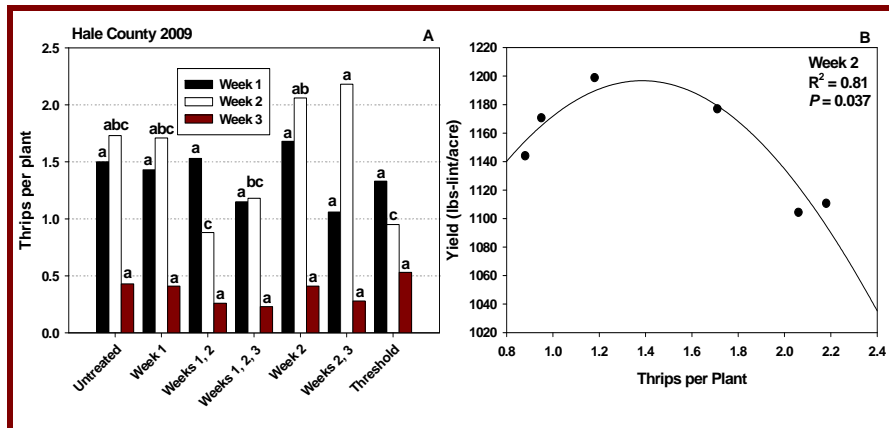 Hale County 2009
A
2.5
2.0
1.5
1.0
0.5
0.0
Thrips per plant
Week 1
Week 2
Week 3
a
abc
a
a
abc
a
a
c
a
a
bc
a
a
ab
a
a
a
a
a
c
a
Untreated
Week 1
Weeks 1, 2
Weeks 1, 2, 3
Week 2
Weeks 2, 3
Threshold
B
Week 2
R² = 0.81
P = 0.037
1220
1200
1180
1160
1140
1120
1100
1080
1060
1040
1020
Yield (lbs-lint/acre)
0.8 1.0 1.2 1.4 1.6 1.8 2.0 2.2 2.4
Thrips per Plant